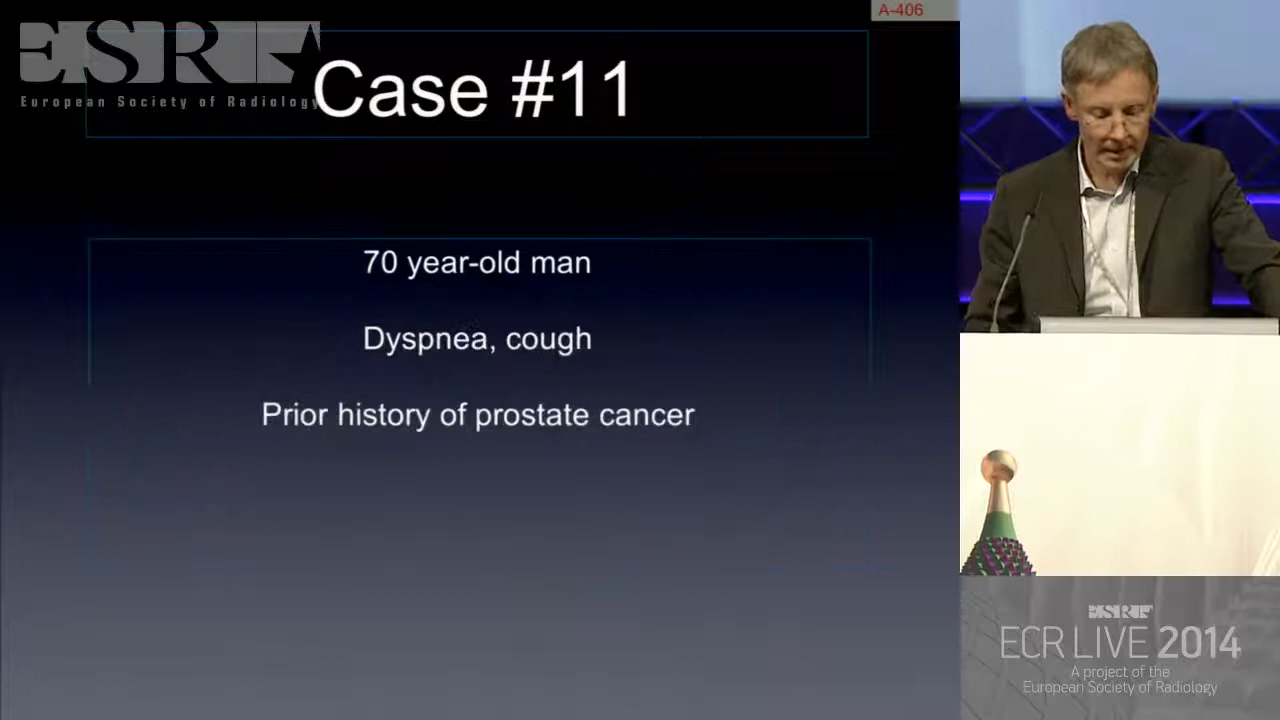 A-406
ESR
European Society of Radiology
Case #11
70 year-old man
Dyspnea, cough
Prior history of prostate cancer
ESR
ECR LIVE 2014
A project of the
European Society of Radiology